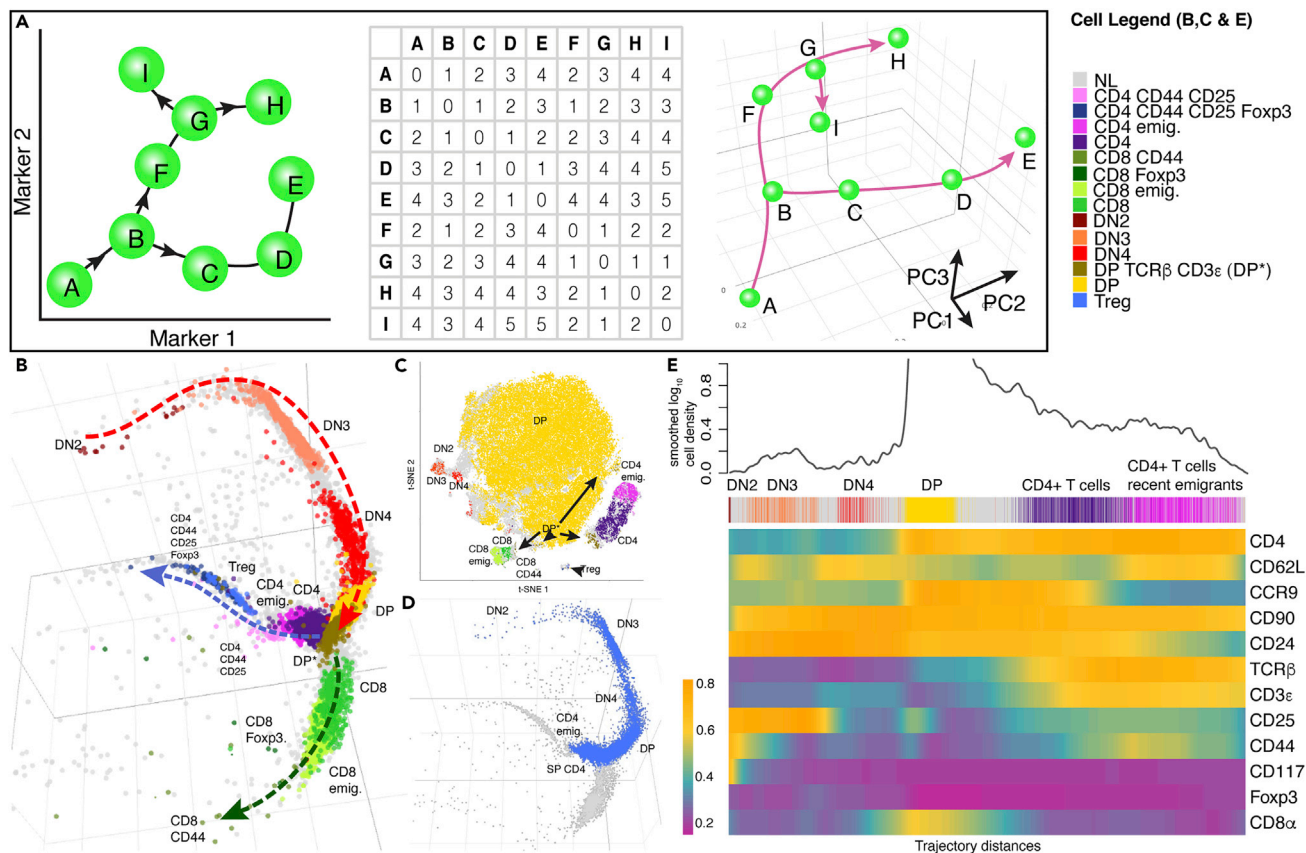 A
Marker 2
I
G
H
F
E
B
D
C
A
Marker 1
A B C D E F G H I
A 0 1 2 3 4 2 3 4 4
B 1 0 1 2 3 1 2 3 3
C 2 1 0 1 2 2 3 4 4
D 3 2 1 0 1 3 4 4 5
E 4 3 2 1 0 4 4 3 5
F 2 1 2 3 4 0 1 2 2
G 3 2 3 4 4 1 0 1 1
H 4 3 4 4 3 2 1 0 2
I 4 3 4 5 5 2 1 2 0
G
H
F
I
E
B
C
D
A
0
0.2
PC3
PC2
PC1
Cell Legend (B,C & E)
NL
CD4 CD44 CD25
CD4 CD44 CD25 Foxp3
CD4 emig.
CD4
CD8 CD44
CD8 Foxp3
CD8 emig.
CD8
DN2
DN3
DN4
DP TCRβ CD3ε (DP*)
DP
Treg
B
DN2
DN3
DN4
CD4
CD44
CD25
Foxp3
Treg
CD4
emig.
CD4
DP
CD4
CD44
CD25
DP*
CD8
CD8
Foxp3.
CD8
emig.
CD8
CD44
C
t-SNE 2
DP
DN2
DN3
DN4
CD4
emig.
DP*
CD8
CD4
CD8
emig.
CD8
CD44
Treg
t-SNE 1
D
DN2
DN3
DN4
CD4
emig.
DP
SP CD4
E
smoothed log10
cell density
0.0 0.4 0.8
DN2 DN3 DN4 DP CD4+ T cells
CD4+ T cells
recent emigrants
0.8
0.6
0.4
0.2
CD4
CD62L
CCR9
CD90
CD24
TCRβ
CD3ε
CD25
CD44
CD117
Foxp3
CD8α
Trajectory distances